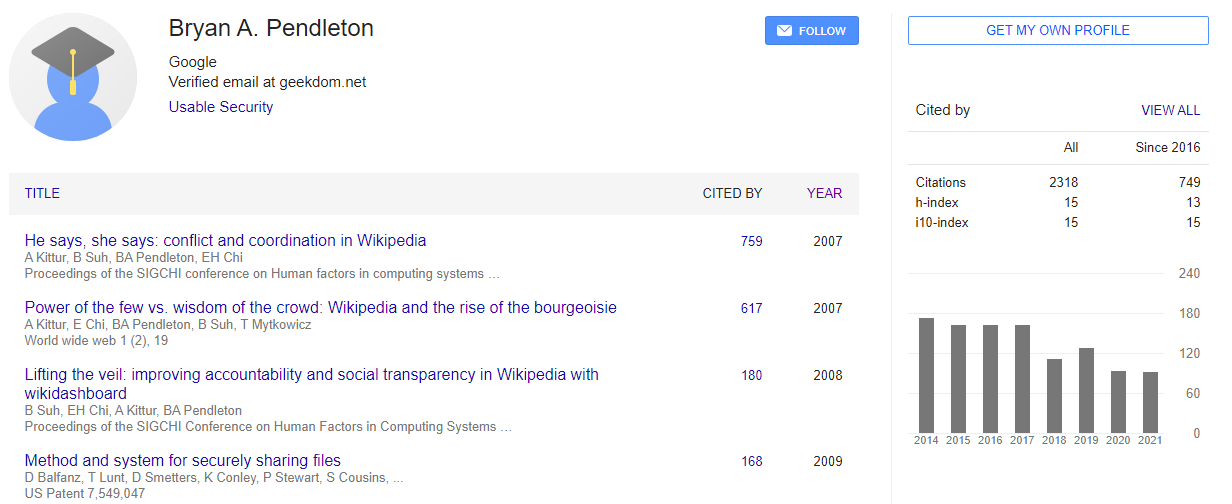 Bryan A. Pendleton
FOLLOW
Google
Verified email at geekdom.net
Usable Security
TITLE CITED BY YEAR
He says, she says: conflict and coordination in Wikipedia 759 2007
A Kittur, B Suh, BA Pendleton, EH Chi
Proceedings of the SIGCHI conference on Human factors in computing systems …
Power of the few vs. wisdom of the crowd: Wikipedia and the rise of the bourgeoisie 617 2007
A Kittur, E Chi, BA Pendleton, B Suh, T Mytkowicz
World wide web 1 (2), 19
Lifting the veil: improving accountability and social transparency in Wikipedia with 180 2008
wikidashboard
B Suh, EH Chi, A Kittur, BA Pendleton
Proceedings of the SIGCHI Conference on Human Factors in Computing Systems …
Method and system for securely sharing files 168 2009
D Balfanz, T Lunt, D Smetters, K Conley, P Stewart, S Cousins, ...
US Patent 7,549,047
GET MY OWN PROFILE
Cited by VIEW ALL
All Since 2016
Citations 2318 749
h-index 15 13
i10-index 15 15
240
180
120
60
0
2014 2015 2016 2017 2018 2019 2020 2021